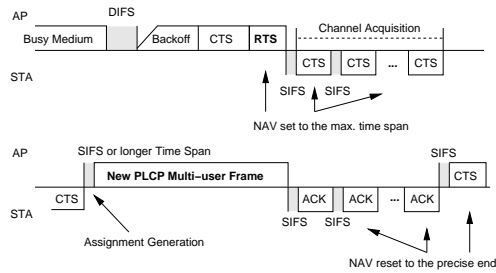 AP
DIFS
Channel Acquisition
Busy Medium
Backoff
CTS
RTS
CTS
CTS
...
CTS
STA
SIFS
SIFS
NAV set to the max. time span
AP
SIFS or longer Time Span
SIFS
New PLCP Multi−user Frame
CTS
CTS
ACK
ACK
...
ACK
STA
SIFS
SIFS
Assignment Generation
NAV reset to the precise end